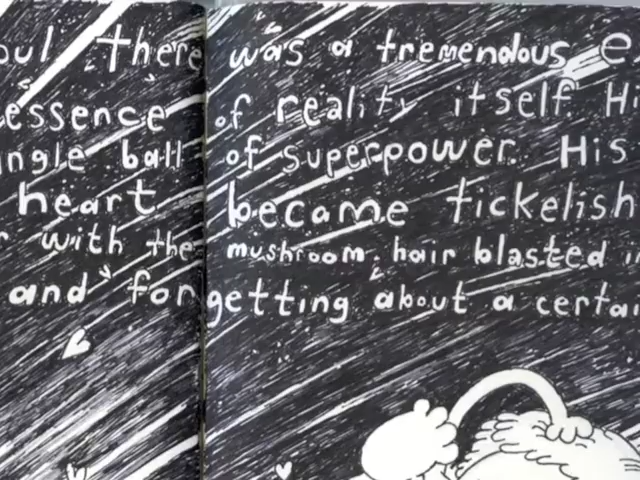 there was a tremendous
essence of reality itself. Hi
ngle ball of superpower. His
heart became tickelish
with the mushroom. hair blasted
and forgetting about a certai